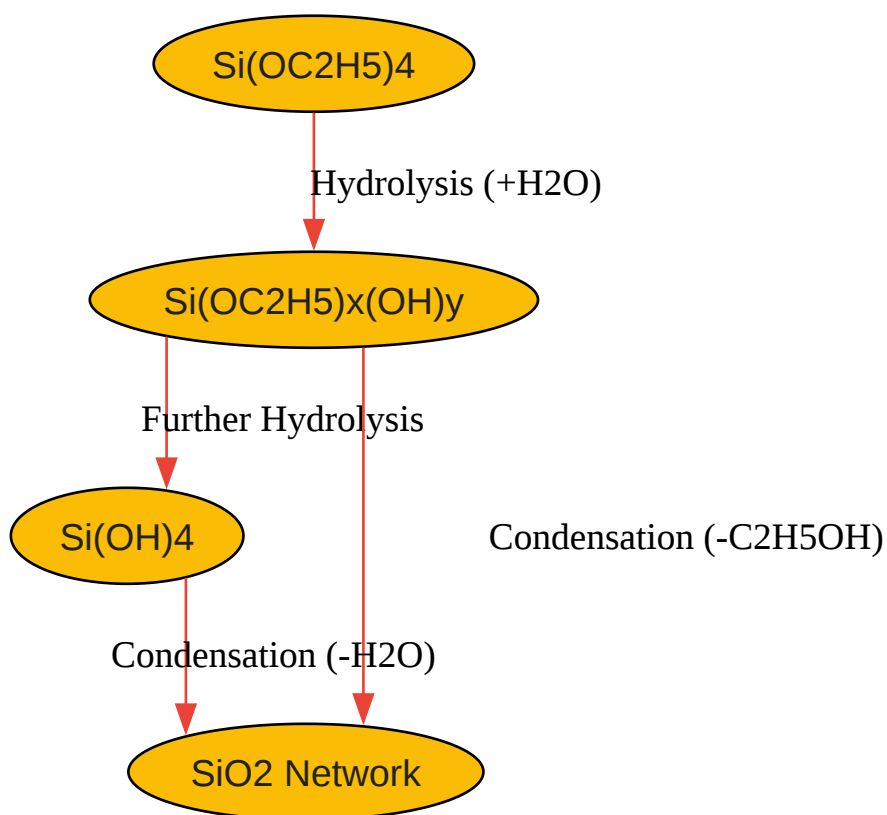 Si(OC2H5)4
Hydrolysis (+H2O)
Si(OC2H5)x(OH)y
Further Hydrolysis
Si(OH)4
Condensation (-C2H5OH)
Condensation (-H2O)
SiO2 Network